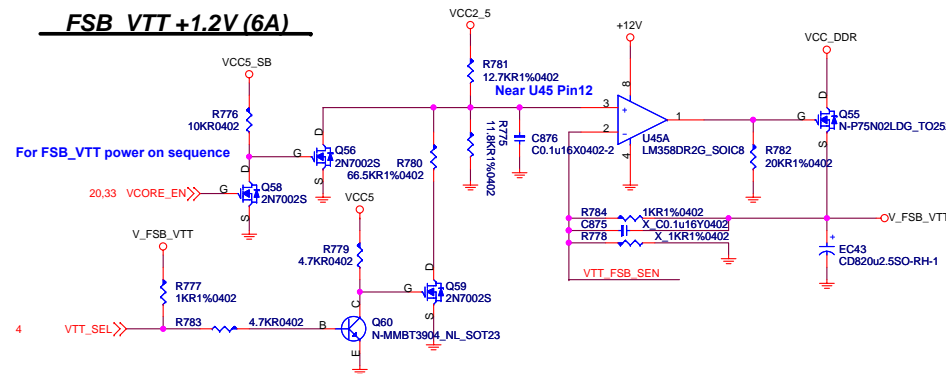 FSB_VTT +1.2V (6A)
VCC2_5
+12V
VCC_DDR
VCC5_SB
R781
12.7KR1%0402
Near U45 Pin12
R776
10KR0402
For FSB_VTT power on sequence
D
G
S
Q56
2N7002S
R780
66.5KR1%0402
R775
11.8KR1%0402
C876
C0.1u16X0402-2
3
+
2
-
8
4
1
U45A
LM358DR2G_SOIC8
R782
20KR1%0402
D
G
S
Q55
N-P75N02LDG_TO252
20,33 VCORE_EN
D
G
S
Q58
2N7002S
VCC5
R784
1KR1%0402
C875
X_C0.1u16Y0402
R778
X_1KR1%0402
V_FSB_VTT
V_FSB_VTT
R779
4.7KR0402
VTT_FSB_SEN
EC43
CD820u2.5SO-RH-1
R777
1KR1%0402
D
G
S
Q59
2N7002S
4
VTT_SEL
R783
4.7KR0402
B
C
E
Q60
N-MMBT3904_NL_SOT23